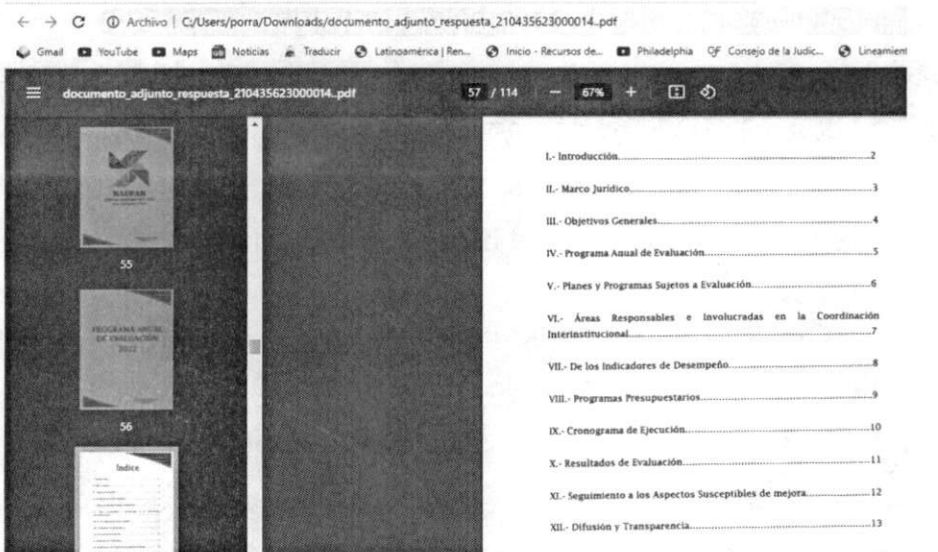 Archivo | C:/Users/porra/Downloads/documento_adjunto_respuesta_210435623000014..pdf
Gmail YouTube Maps Noticias Traducir Latinoamérica | Ren... Inicio - Recursos de... Philadelphia Consejo de la Judic... Lineamient
documento_adjunto_respuesta_210435623000014..pdf 57 / 114 — 67% +
NAUPAN
55
PROGRAMA ANUAL
DE EVALUACIÓN
2022
56
Índice
I.- Introducción....................2
II.- Marco Jurídico....................3
III.- Objetivos Generales....................4
IV.- Programa Anual de Evaluación....................5
V.- Planes y Programas Sujetos a Evaluación....................6
VI.- Áreas Responsables e Involucradas en la Coordinación
Interinstitucional....................7
VII.- De los Indicadores de Desempeño....................8
VIII.- Programas Presupuestarios....................9
IX.- Cronograma de Ejecución....................10
X.- Resultados de Evaluación....................11
XI.- Seguimiento a los Aspectos Susceptibles de mejora....................12
XII.- Difusión y Transparencia....................13